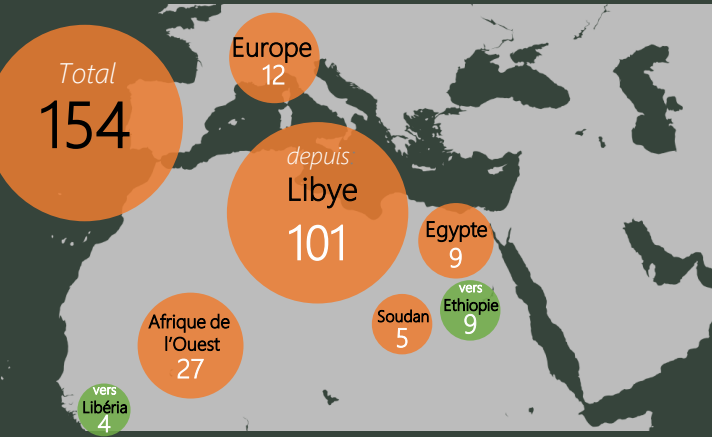 Total
154
Europe
12
depuis
Libye
101
Egypte
9
vers
Ethiopie
9
Soudan
5
Afrique de
l'Ouest
27
vers
Libéria
4